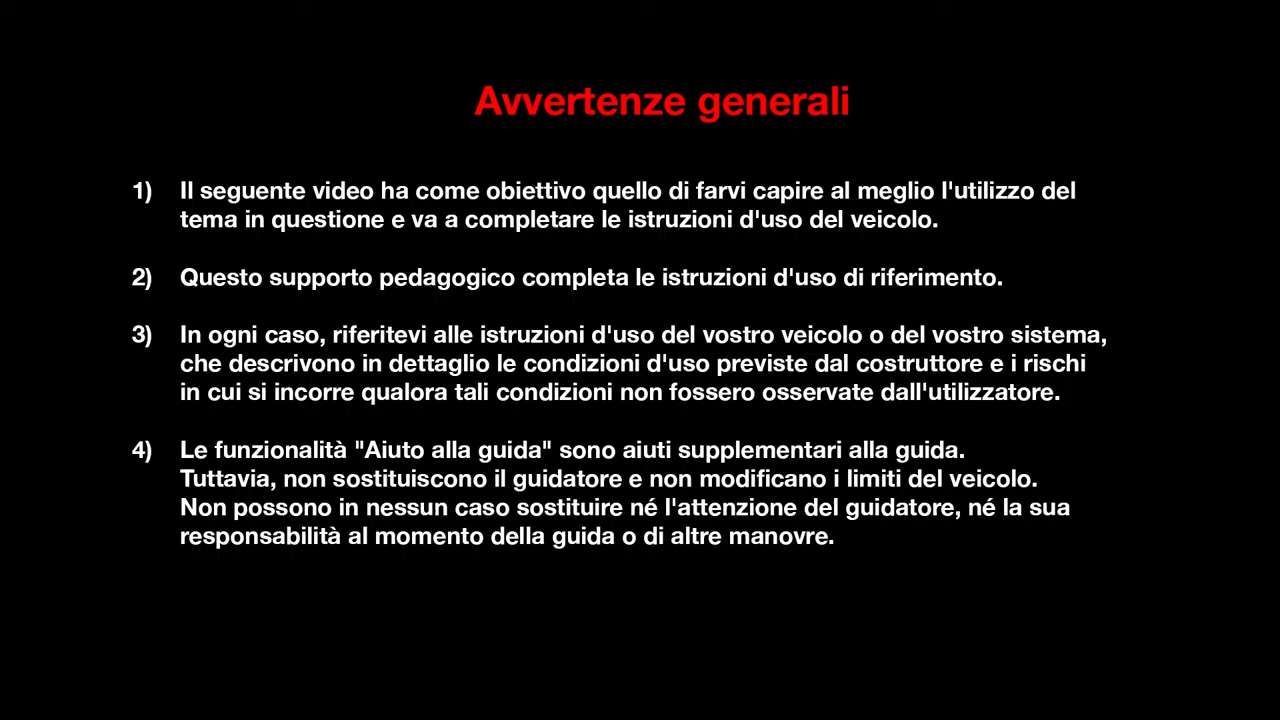 Avvertenze generali
1) Il seguente video ha come obiettivo quello di farvi capire al meglio l'utilizzo del
tema in questione e va a completare le istruzioni d'uso del veicolo.
2) Questo supporto pedagogico completa le istruzioni d'uso di riferimento.
3) In ogni caso, riferitevi alle istruzioni d'uso del vostro veicolo o del vostro sistema,
che descrivono in dettaglio le condizioni d'uso previste dal costruttore e i rischi
in cui si incorre qualora tali condizioni non fossero osservate dall'utilizzatore.
4) Le funzionalità "Aiuto alla guida" sono aiuti supplementari alla guida.
Tuttavia, non sostituiscono il guidatore e non modificano i limiti del veicolo.
Non possono in nessun caso sostituire né l'attenzione del guidatore, né la sua
responsabilità al momento della guida o di altre manovre.